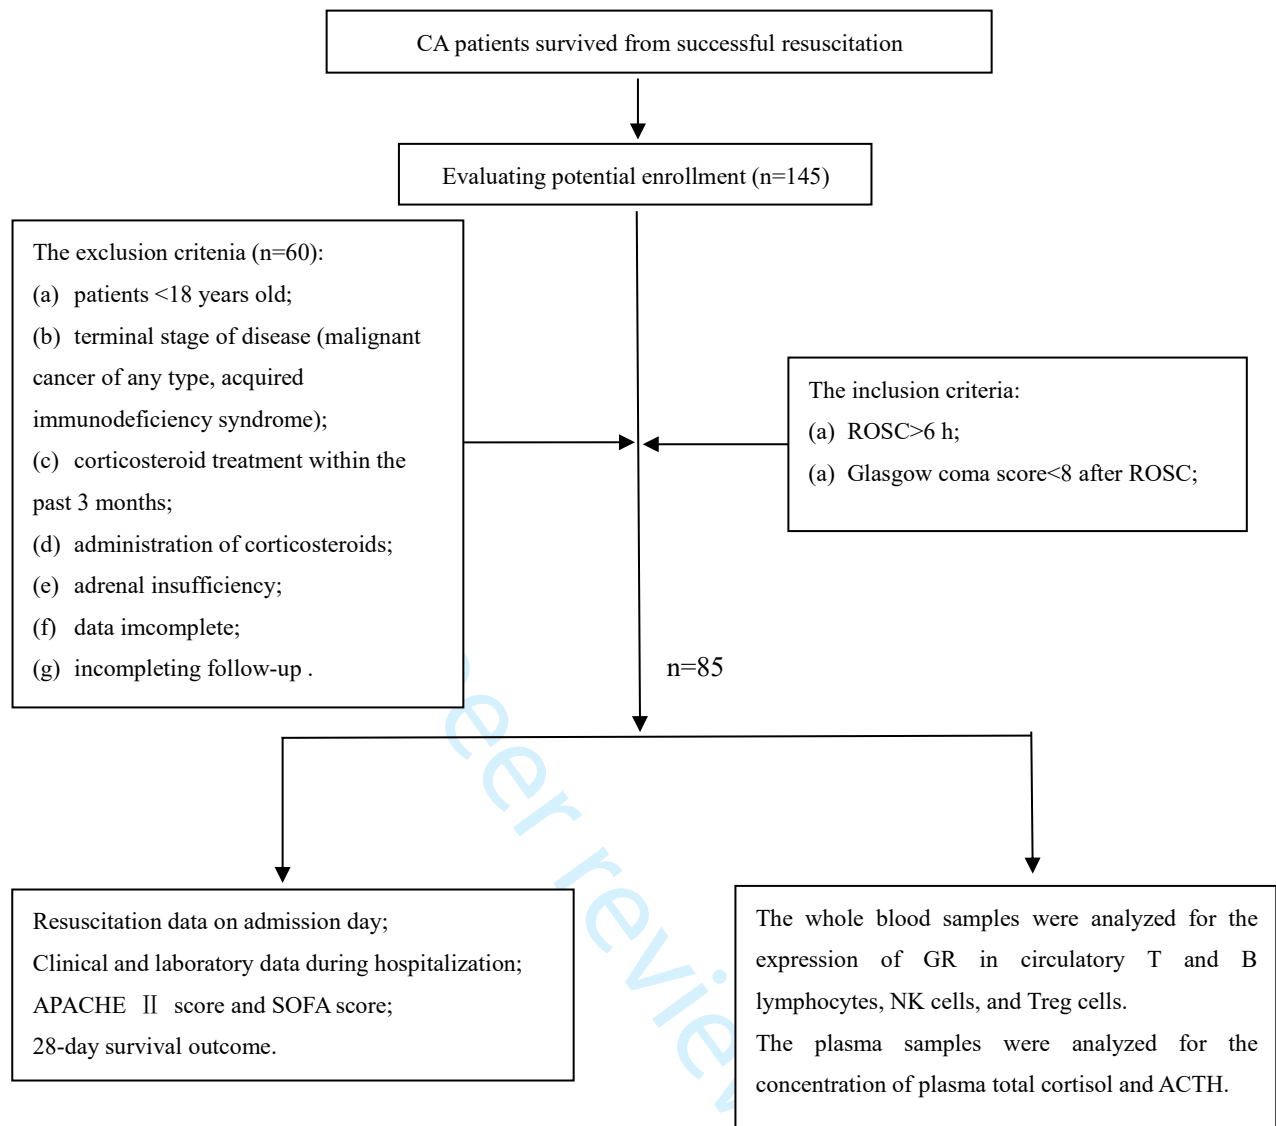 CA patients survived from successful resuscitation
Evaluating potential enrollment (n=145)
The exclusion critenia (n=60):
(a) patients <18 years old;
(b) terminal stage of disease (malignant
cancer of any type, acquired
immunodeficiency syndrome);
(c) corticosteroid treatment within the
past 3 months;
(d) administration of corticosteroids;
(e) adrenal insufficiency;
(f) data imcomplete;
(g) incompleting follow-up .
The inclusion criteria:
(a) ROSC>6 h;
(a) Glasgow coma score<8 after ROSC;
n=85
Resuscitation data on admission day;
Clinical and laboratory data during hospitalization;
APACHE Ⅱ score and SOFA score;
28-day survival outcome.
The whole blood samples were analyzed for the
expression of GR in circulatory T and B
lymphocytes, NK cells, and Treg cells.
The plasma samples were analyzed for the
concentration of plasma total cortisol and ACTH.
eer review